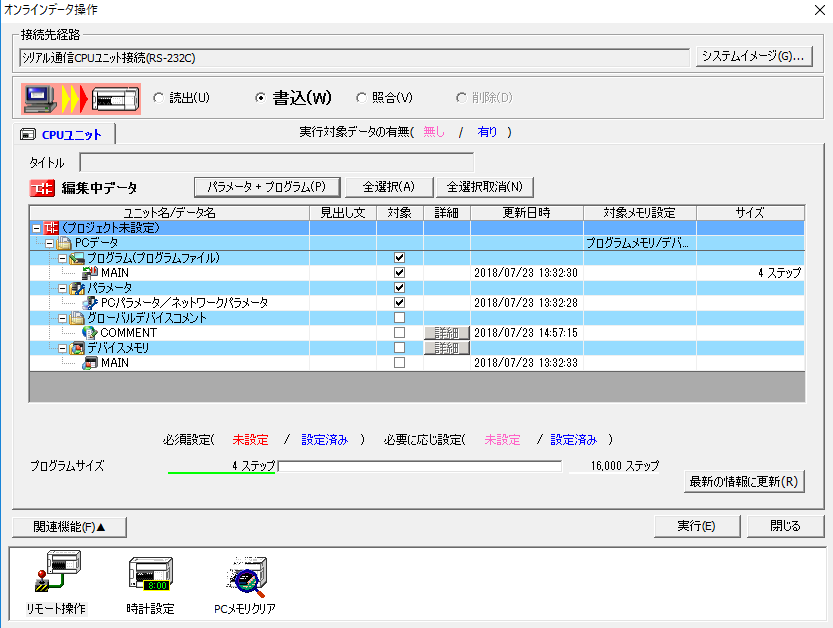 オンラインデータ操作
接続先経路
シリアル通信CPUユニット接続(RS-232C)
システムイメージ(G)...
読出(U)
書込(W)
照合(V)
削除(D)
CPUユニット
実行対象データの有無( 無し / 有り )
タイトル
編集中データ
パラメータ + プログラム(P)
全選択(A)
全選択取消(N)
ユニット名/データ名 見出し文 対象 詳細 更新日時 対象メモリ設定 サイズ
(プロジェクト未設定)
PCデータ プログラムメモリ/デバ...
プログラム(プログラムファイル)
MAIN 2018/07/23 13:32:30 4 ステップ
パラメータ
PCパラメータ/ネットワークパラメータ 2018/07/23 13:32:28
グローバルデバイスコメント
COMMENT 詳細 2018/07/23 14:57:15
デバイスメモリ 詳細
MAIN 2018/07/23 13:32:33
必須設定( 未設定 / 設定済み ) 必要に応じ設定( 未設定 / 設定済み )
プログラムサイズ 4 ステップ 16,000 ステップ
最新の情報に更新(R)
関連機能(F)▲
実行(E)
閉じる
8:00
リモート操作
時計設定
PCメモリクリア